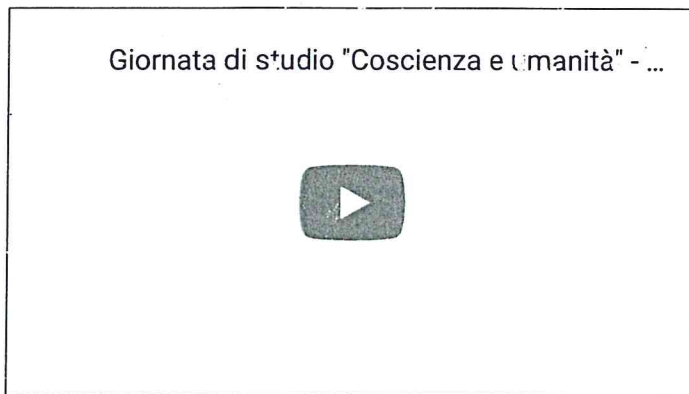 Giornata di studio "Coscienza e umanità" - ...